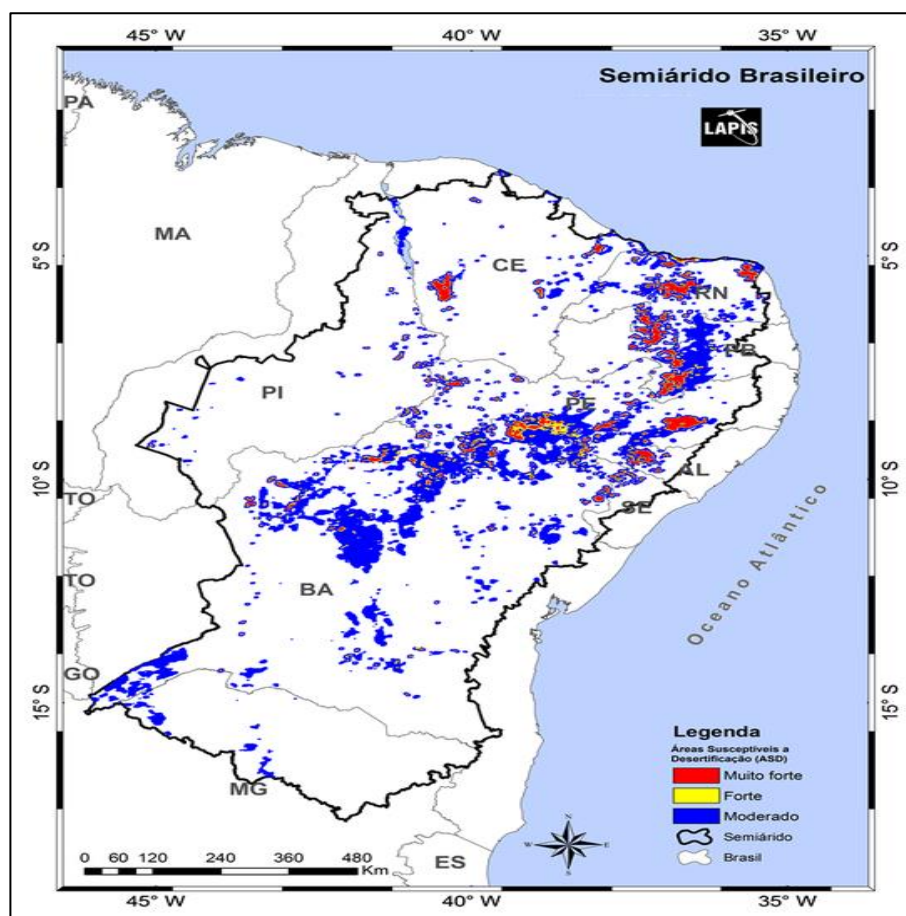 45° W
40° W
35° W
Semiárido Brasileiro
LAPIS
PA
MA
CE
5°S
5°S
RN
PB
PI
PE
AL
10°S
10°S
TO
SE
Oceano Atlântico
TO
BA
GO
15°S
15°S
MG
ES
Legenda
Áreas Susceptíveis a
Desertificação (ASD)
Muito forte
Forte
Moderado
Semiárido
Brasil
N
W
E
S
0 60 120 240 360 480
Km
45° W
40° W
35° W